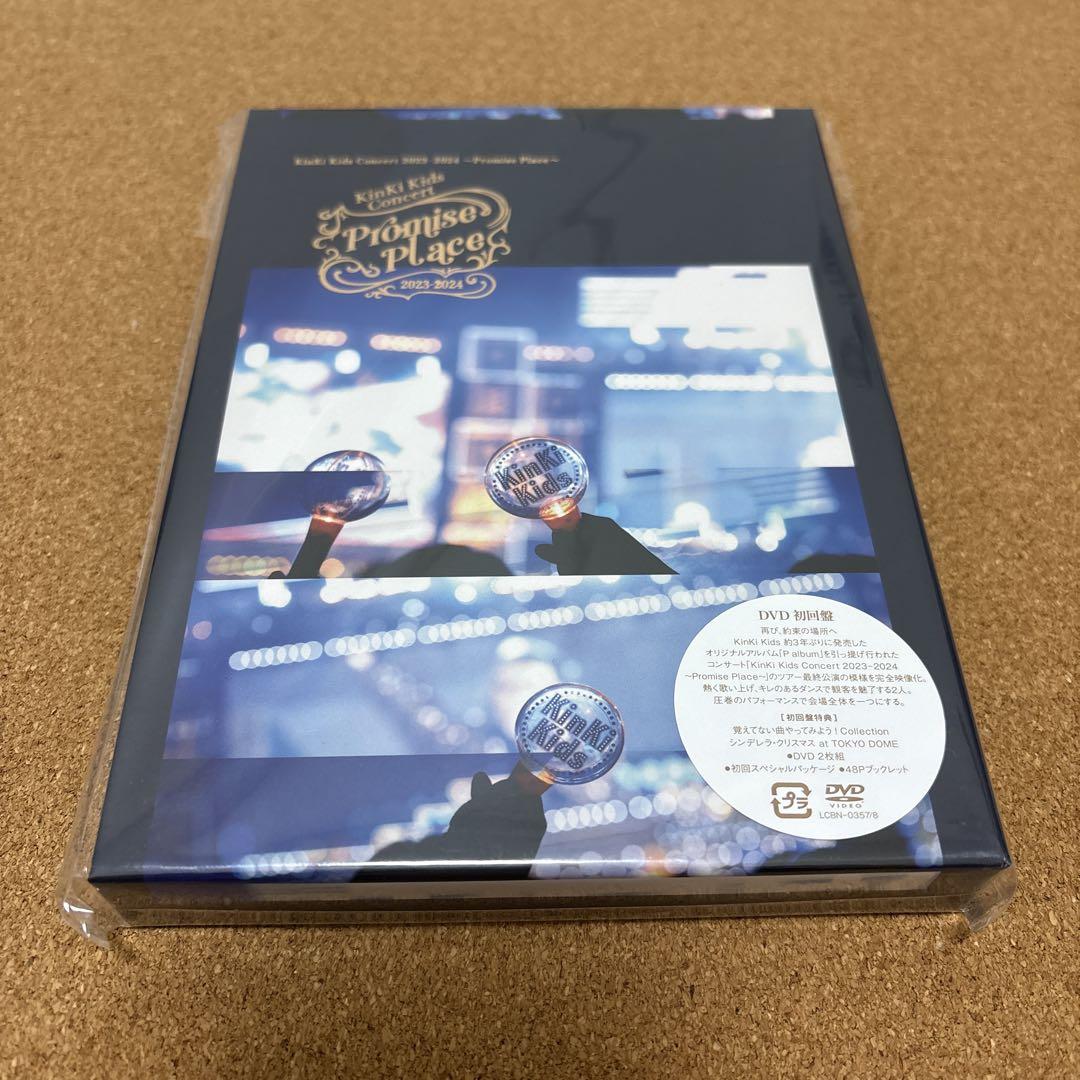 KinKi Kids Concert 2023-2024 ～Promise Place～
KinKi Kids
Concert
Promise
Place
2023-2024
KinKi
Kids
KinKi
Kids
DVD 初回盤
再び、約束の場所へ
KinKi Kids 約3年ぶりに発売した
オリジナルアルバム「P album」を引っ提げ行われた
コンサート「KinKi Kids Concert 2023-2024
～Promise Place～」のツアー最終公演の模様を完全映像化。
熱く歌い上げ、キレのあるダンスで観客を魅了する2人。
圧巻のパフォーマンスで会場全体を一つにする。
[初回盤特典]
覚えてない曲やってみよう！Collection
シンデレラ・クリスマス at TOKYO DOME
●DVD 2枚組
●初回スペシャルパッケージ ●48Pブックレット
プラ
DVD
VIDEO
LCBN-0357/8